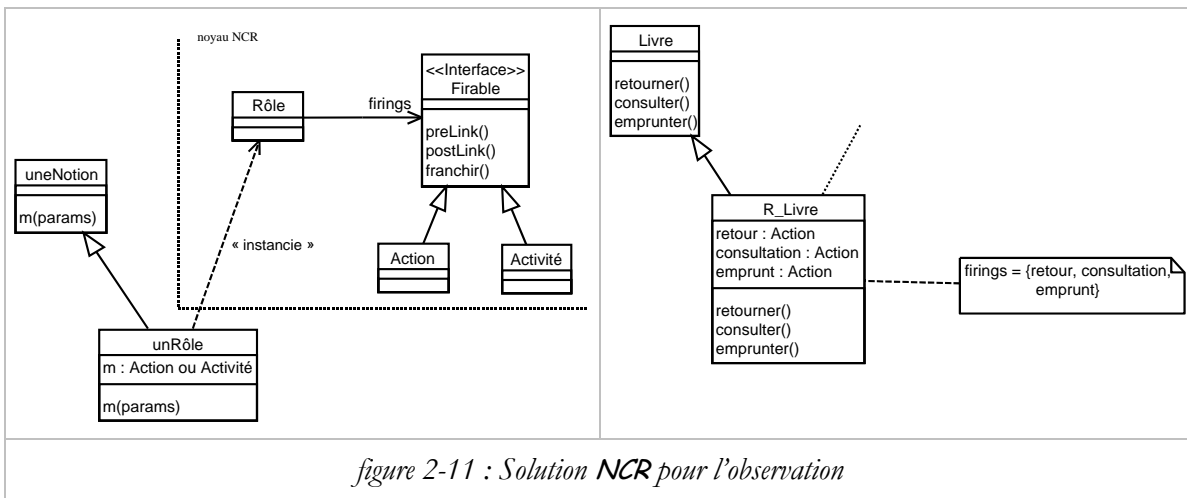 noyau NCR
<<Interface>>
Firable
preLink()
postLink()
franchir()
Rôle
firings
uneNotion
m(params)
« instancie »
Action
Activité
unRôle
m : Action ou Activité
m(params)
Livre
retourner()
consulter()
emprunter()
R_Livre
retour : Action
consultation : Action
emprunt : Action
retourner()
consulter()
emprunter()
firings = {retour, consultation,
emprunt}
figure 2-11 : Solution NCR pour l'observation